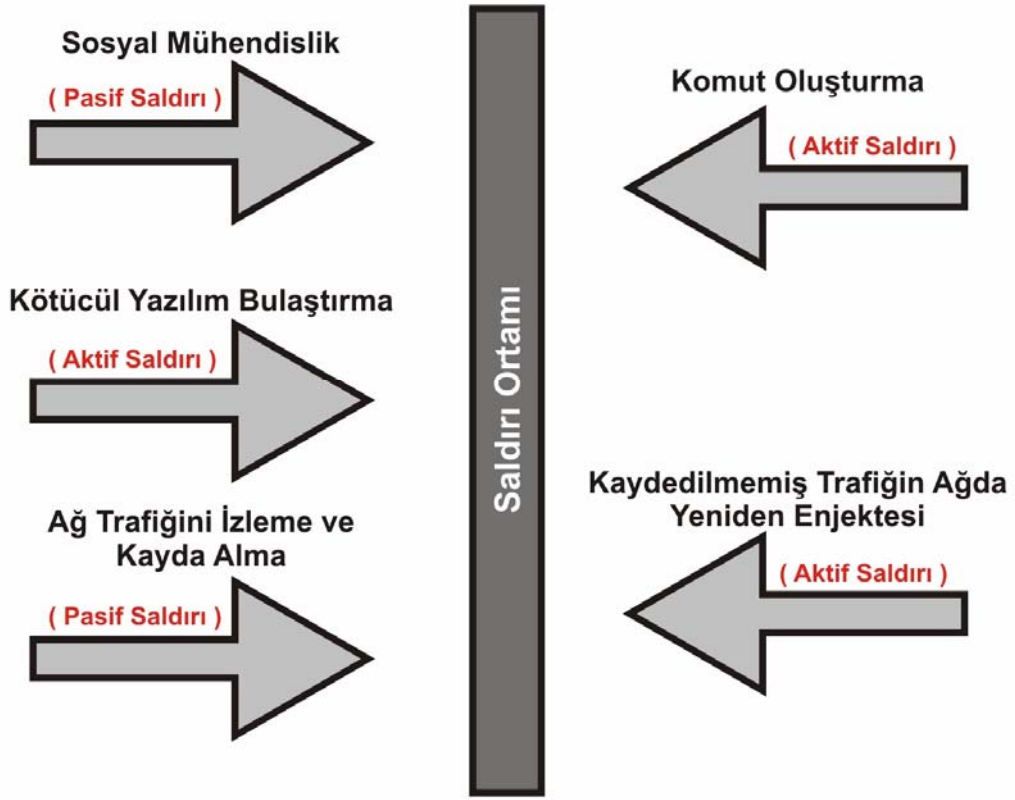 Sosyal Mühendislik
( Pasif Saldırı )
Kötücül Yazılım Bulaştırma
( Aktif Saldırı )
Ağ Trafiğini İzleme ve
Kayda Alma
( Pasif Saldırı )
Saldırı Ortamı
Komut Oluşturma
( Aktif Saldırı )
Kaydedilmemiş Trafiğin Ağda
Yeniden Enjektesi
( Aktif Saldırı )